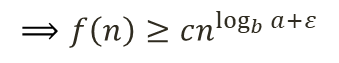 ⟹ f(n) ≥ cn^{log_b a+ε}